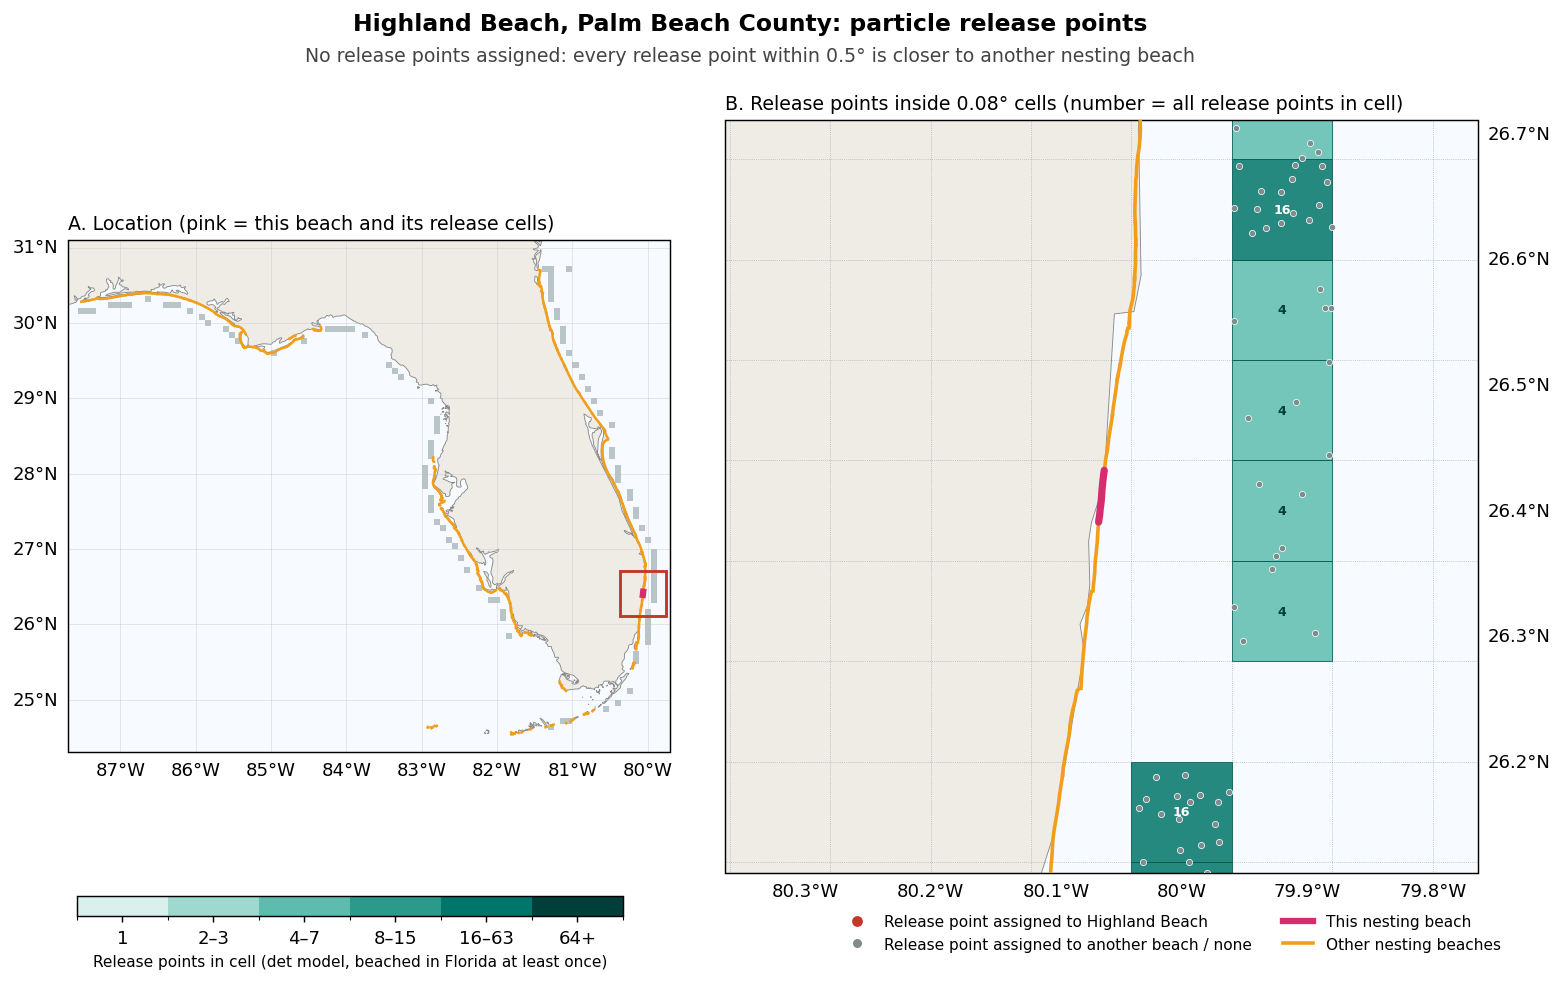 Highland Beach, Palm Beach County: particle release points
No release points assigned: every release point within 0.5° is closer to another nesting beach
A. Location (pink = this beach and its release cells)
31°N
30°N
29°N
28°N
27°N
26°N
25°N
87°W 86°W 85°W 84°W 83°W 82°W 81°W 80°W
1 2–3 4–7 8–15 16–63 64+
Release points in cell (det model, beached in Florida at least once)
B. Release points inside 0.08° cells (number = all release points in cell)
16
4
4
4
4
16
26.7°N
26.6°N
26.5°N
26.4°N
26.3°N
26.2°N
80.3°W 80.2°W 80.1°W 80°W 79.9°W 79.8°W
Release point assigned to Highland Beach
Release point assigned to another beach / none
This nesting beach
Other nesting beaches